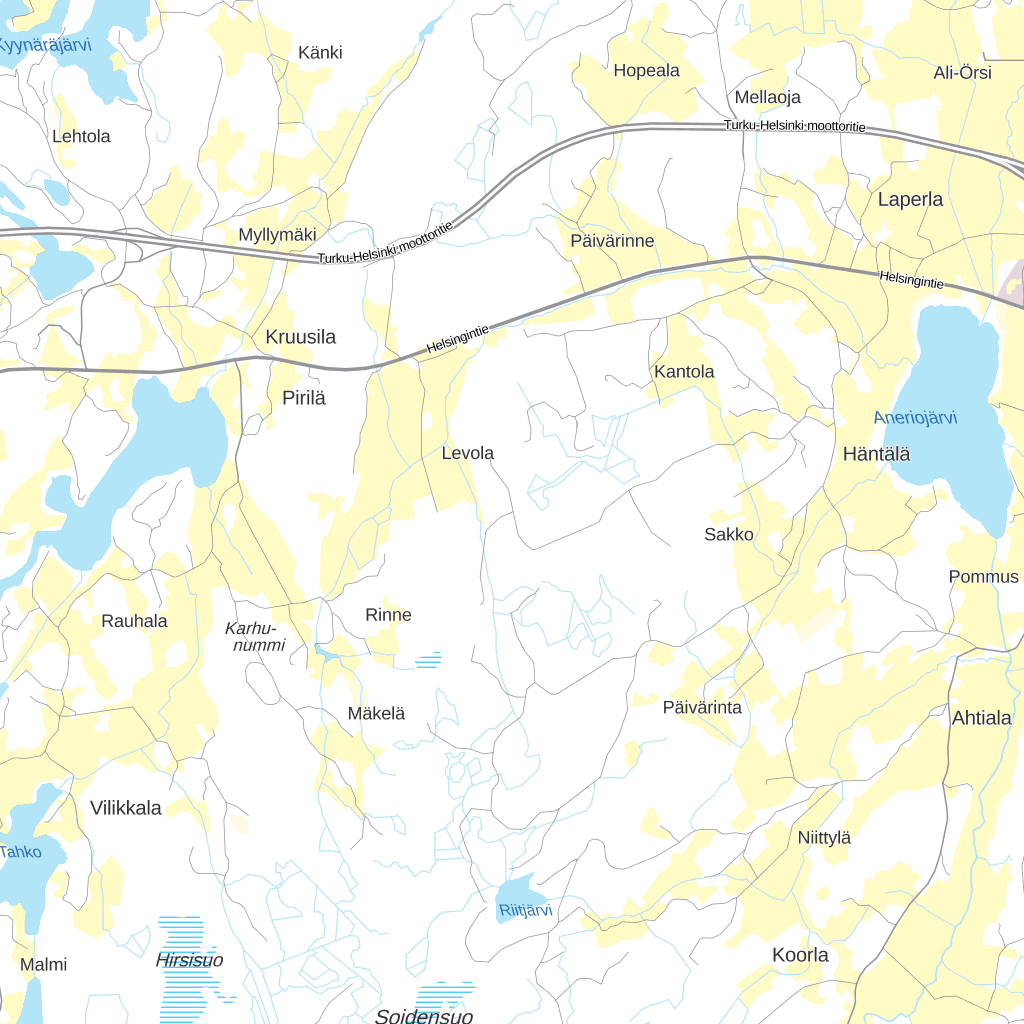 Kyynäräjärvi
Känki
Hopeala
Ali-Örsi
Mellaoja
Turku-Helsinki moottoritie
Lehtola
Laperla
Myllymäki
Turku-Helsinki moottoritie
Päivärinne
Helsingintie
Kruusila
Helsingintie
Kantola
Pirilä
Aneriojärvi
Levola
Häntälä
Sakko
Pommus
Rauhala
Rinne
Karhu-
nummi
Mäkelä
Päivärinta
Ahtiala
Vilikkala
Niittylä
Tahko
Riitjärvi
Koorla
Hirsisuo
Malmi
Soidensuo